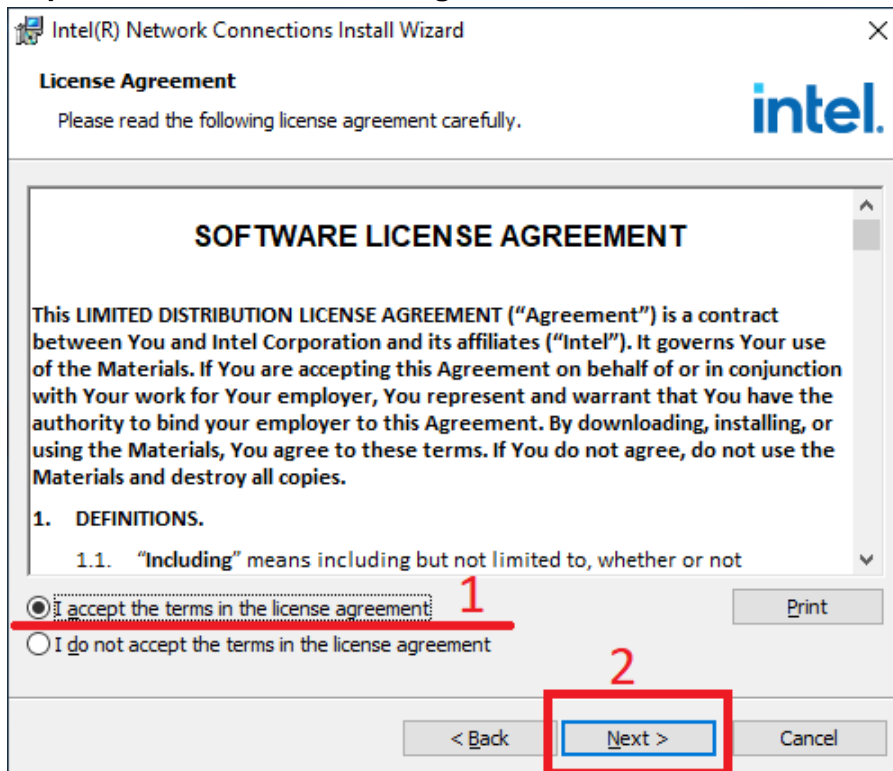 Intel(R) Network Connections Install Wizard
License Agreement
Please read the following license agreement carefully.
intel.
SOFTWARE LICENSE AGREEMENT
This LIMITED DISTRIBUTION LICENSE AGREEMENT (“Agreement”) is a contract
between You and Intel Corporation and its affiliates (“Intel”). It governs Your use
of the Materials. If You are accepting this Agreement on behalf of or in conjunction
with Your work for Your employer, You represent and warrant that You have the
authority to bind your employer to this Agreement. By downloading, installing, or
using the Materials, You agree to these terms. If You do not agree, do not use the
Materials and destroy all copies.
1. DEFINITIONS.
1.1. “Including” means including but not limited to, whether or not
I accept the terms in the license agreement 1
Print
I do not accept the terms in the license agreement
2
< Back Next > Cancel